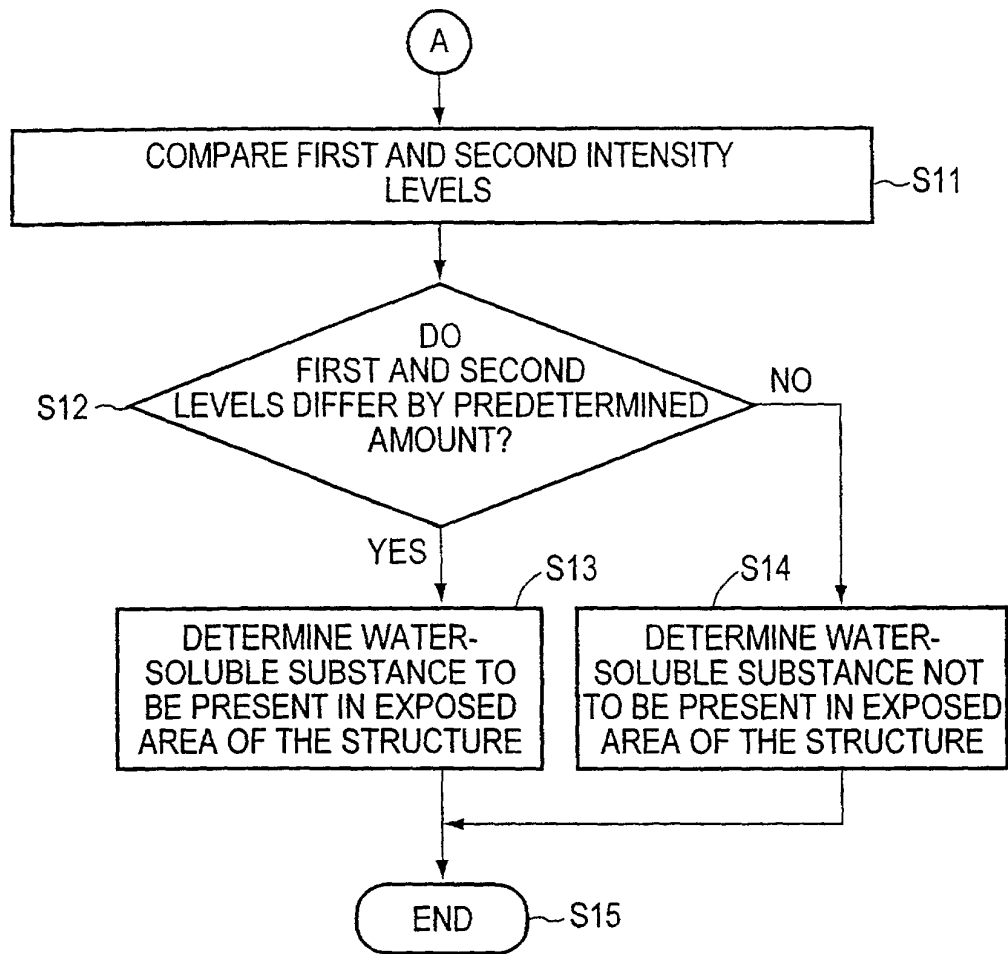 A
COMPARE FIRST AND SECOND INTENSITY
LEVELS
S11
DO
FIRST AND SECOND
LEVELS DIFFER BY PREDETERMINED
AMOUNT?
S12
NO
YES
S13
DETERMINE WATER-
SOLUBLE SUBSTANCE TO
BE PRESENT IN EXPOSED
AREA OF THE STRUCTURE
S14
DETERMINE WATER-
SOLUBLE SUBSTANCE NOT
TO BE PRESENT IN EXPOSED
AREA OF THE STRUCTURE
END
S15